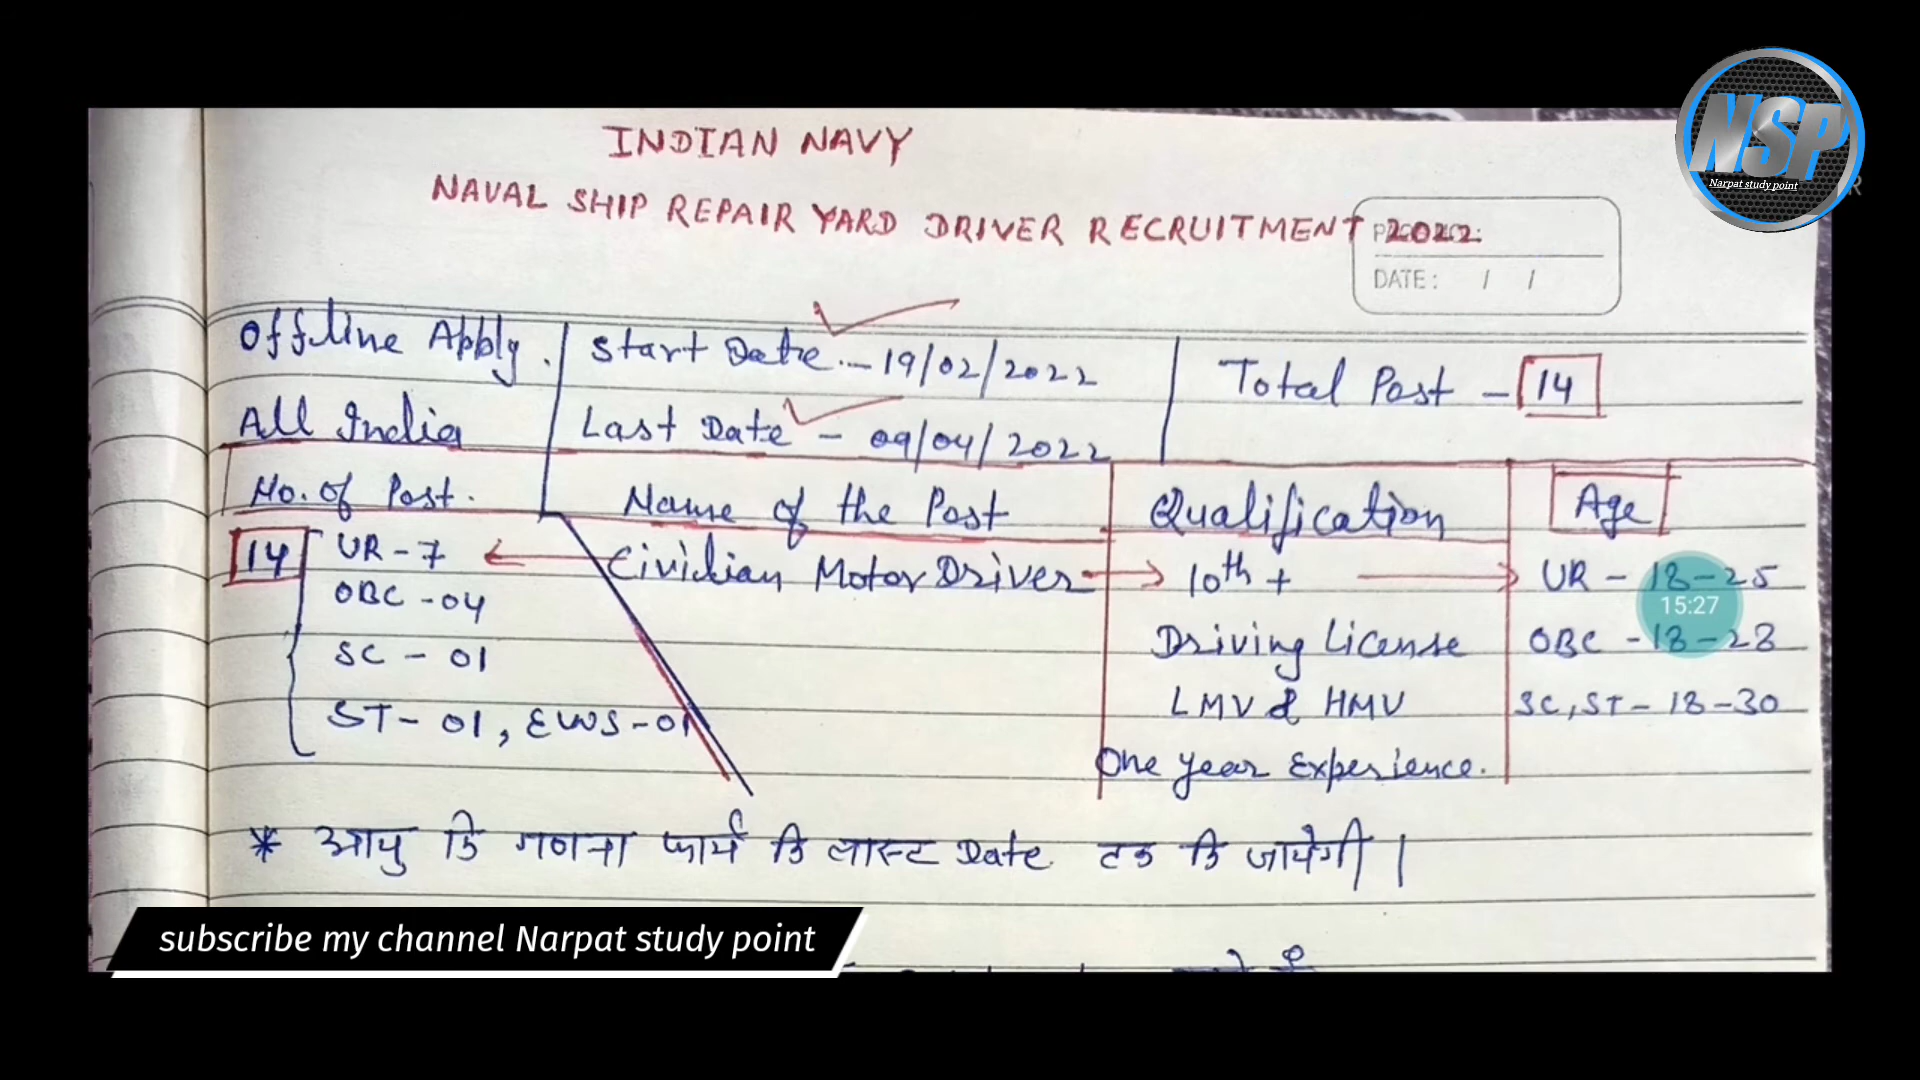 INDIAN NAVY
NAVAL SHIP REPAIR YARD DRIVER RECRUITMENT 2022
DATE : / /
NSP
Narpat study point
Offline Apply. Start Date - 19/02/2022 Total Post - 14
All India Last Date - 09/04/2022
No. of Post. Name of the Post Qualification Age
14 UR - 7 Civilian Motor Driver 10th + UR - 18-25
15:27
OBC - 04 Driving License OBC - 18-28
SC - 01 LMV & HMV SC, ST - 18-30
ST - 01, EWS - 01 One year Experience.
* आयु कि गणना फार्म कि लास्ट Date तक कि जायेगी।
subscribe my channel Narpat study point